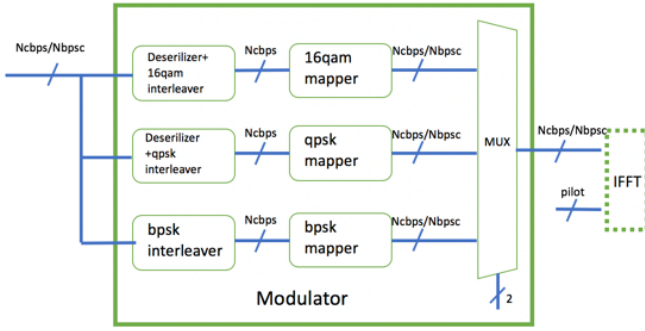 Ncbps/Nbpsc
Deserilizer+
16qam
interleaver
Ncbps
16qam
mapper
Ncbps/Nbpsc
Deserilizer
+qpsk
interleaver
Ncbps
qpsk
mapper
Ncbps/Nbpsc
MUX
Ncbps/Nbpsc
IFFT
pilot
bpsk
interleaver
Ncbps
bpsk
mapper
Ncbps/Nbpsc
2
Modulator